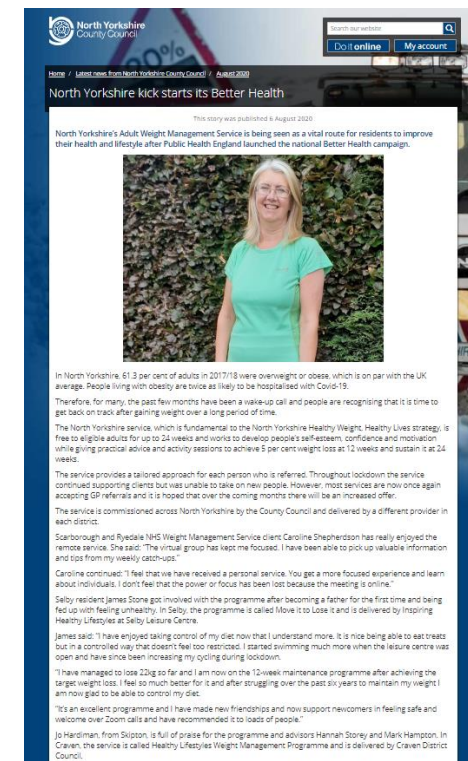 North Yorkshire
County Council
Search our website
Do it online
My account
Home / Latest news from North Yorkshire County Council / August 2020
North Yorkshire kick starts its Better Health
This story was published 6 August 2020
North Yorkshire's Adult Weight Management Service is being seen as a vital route for residents to improve
their health and lifestyle after Public Health England launched the national Better Health campaign.
In North Yorkshire, 61.3 per cent of adults in 2017/18 were overweight or obese, which is on par with the UK
average. People living with obesity are twice as likely to be hospitalised with Covid-19.
Therefore, for many, the past few months have been a wake-up call and people are recognising that it is time to
get back on track after gaining weight over a long period of time.
The North Yorkshire service, which is fundamental to the North Yorkshire Healthy Weight, Healthy Lives strategy, is
free to eligible adults for up to 24 weeks and works to develop people's self-esteem, confidence and motivation
while giving practical advice and activity sessions to achieve 5 per cent weight loss at 12 weeks and sustain it at 24
weeks.
The service provides a tailored approach for each person who is referred. Throughout lockdown the service
continued supporting clients but was unable to take on new people. However, most services are now once again
accepting GP referrals and it is hoped that over the coming months there will be an increased offer.
The service is commissioned across North Yorkshire by the County Council and delivered by a different provider in
each district.
Scarborough and Ryedale NHS Weight Management Service client Caroline Shepherdson has really enjoyed the
remote service. She said: "The virtual group has kept me focused. I have been able to pick up valuable information
and tips from my weekly catch-ups."
Caroline continued: "I feel that we have received a personal service. You get a more focused experience and learn
about individuals. I don't feel that the power or focus has been lost because the meeting is online."
Selby resident James Stone got involved with the programme after becoming a father for the first time and being
fed up with feeling unhealthy. In Selby, the programme is called Move it to Lose it and is delivered by Inspiring
Healthy Lifestyles at Selby Leisure Centre.
James said: "I have enjoyed taking control of my diet now that I understand more. It is nice being able to eat treats
but in a controlled way that doesn't feel too restricted. I started swimming much more when the leisure centre was
open and have since been increasing my cycling during lockdown.
"I have managed to lose 22kg so far and I am now on the 12-week maintenance programme after achieving the
target weight loss. I feel so much better for it and after struggling over the past six years to maintain my weight I
am now glad to be able to control my diet.
"It's an excellent programme and I have made new friendships and now support newcomers in feeling safe and
welcome over Zoom calls and have recommended it to loads of people."
Jo Hardiman, from Skipton, is full of praise for the programme and advisors Hannah Storey and Mark Hampton. In
Craven, the service is called Healthy Lifestyles Weight Management Programme and is delivered by Craven District
Council.